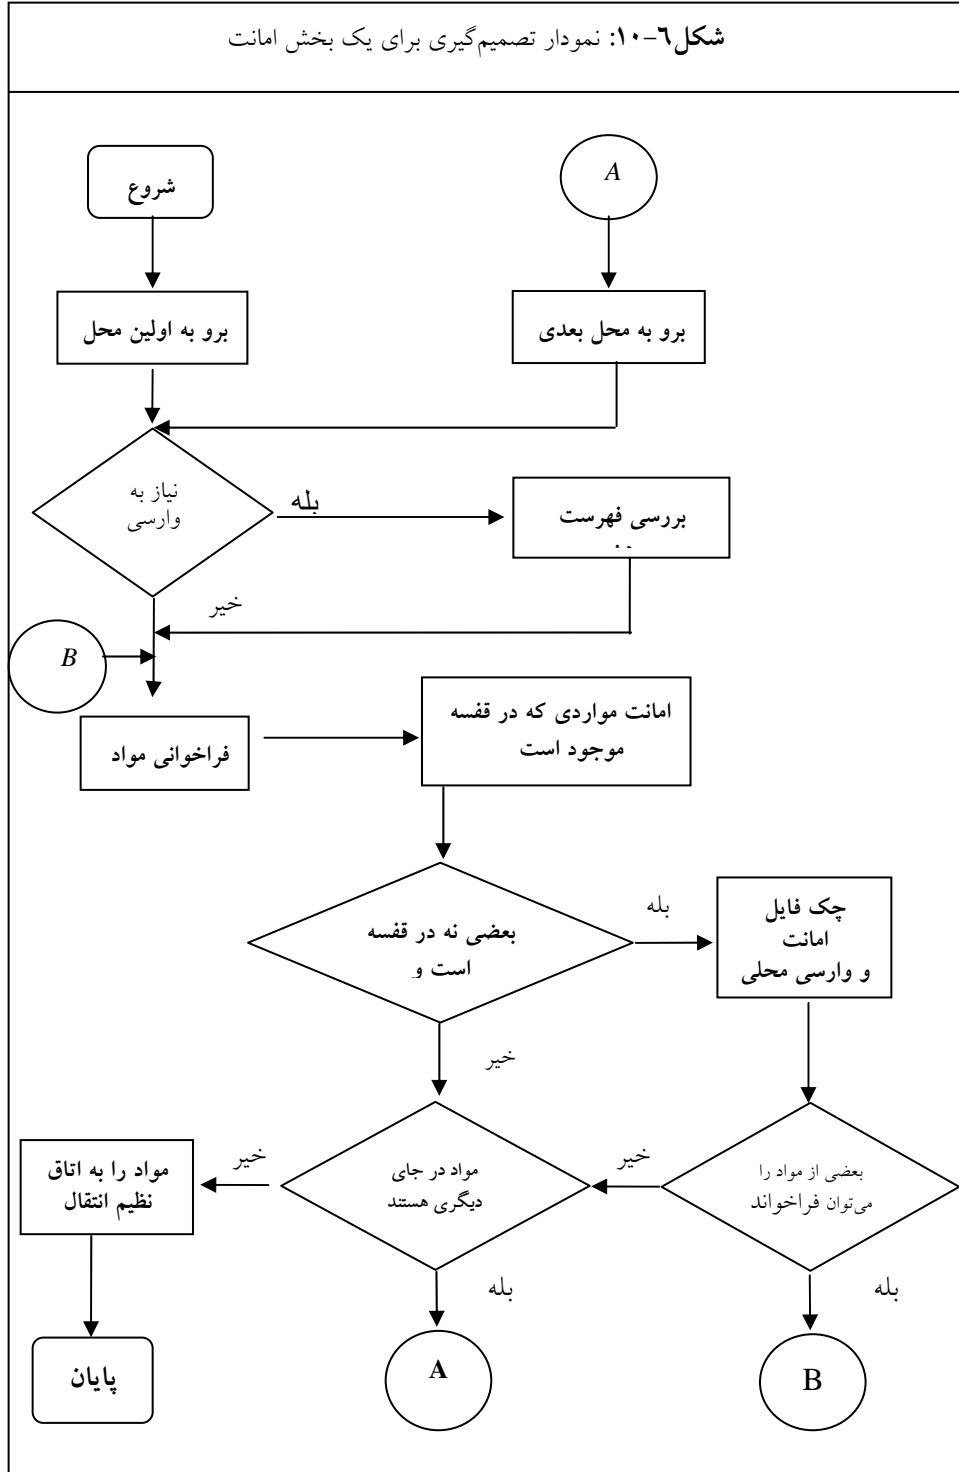 شکل٦-١٠: نمودار تصمیم‌گیری برای یک بخش امانت
شروع
A
برو به اولین محل
برو به محل بعدی
نیاز به
وارسی
بله
بررسی فهرست
خیر
B
فراخوانی مواد
امانت مواردی که در قفسه
موجود است
بعضی نه در قفسه
است و
بله
چک فایل
امانت
و وارسی محلی
خیر
مواد را به اتاق
نظیم انتقال
خیر
مواد در جای
دیگری هستند
خیر
بعضی از مواد را
می‌توان فراخواند
بله
بله
پایان
A
B